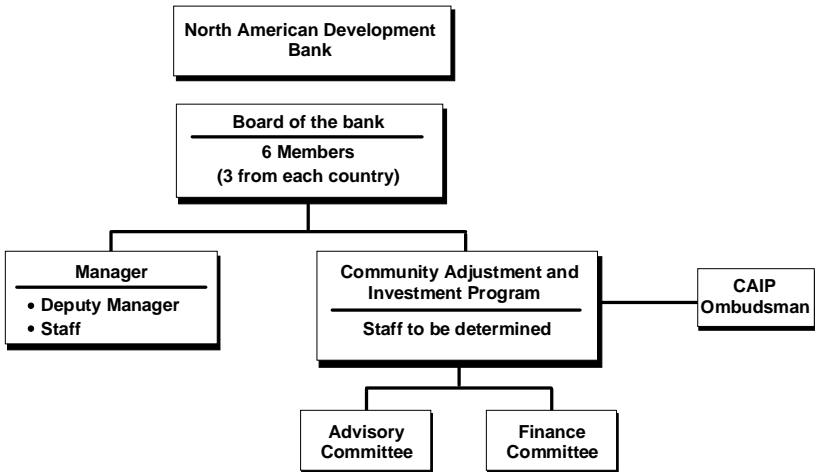 North American Development
Bank
Board of the bank
6 Members
(3 from each country)
Manager
• Deputy Manager
• Staff
Community Adjustment and
Investment Program
Staff to be determined
CAIP
Ombudsman
Advisory
Committee
Finance
Committee